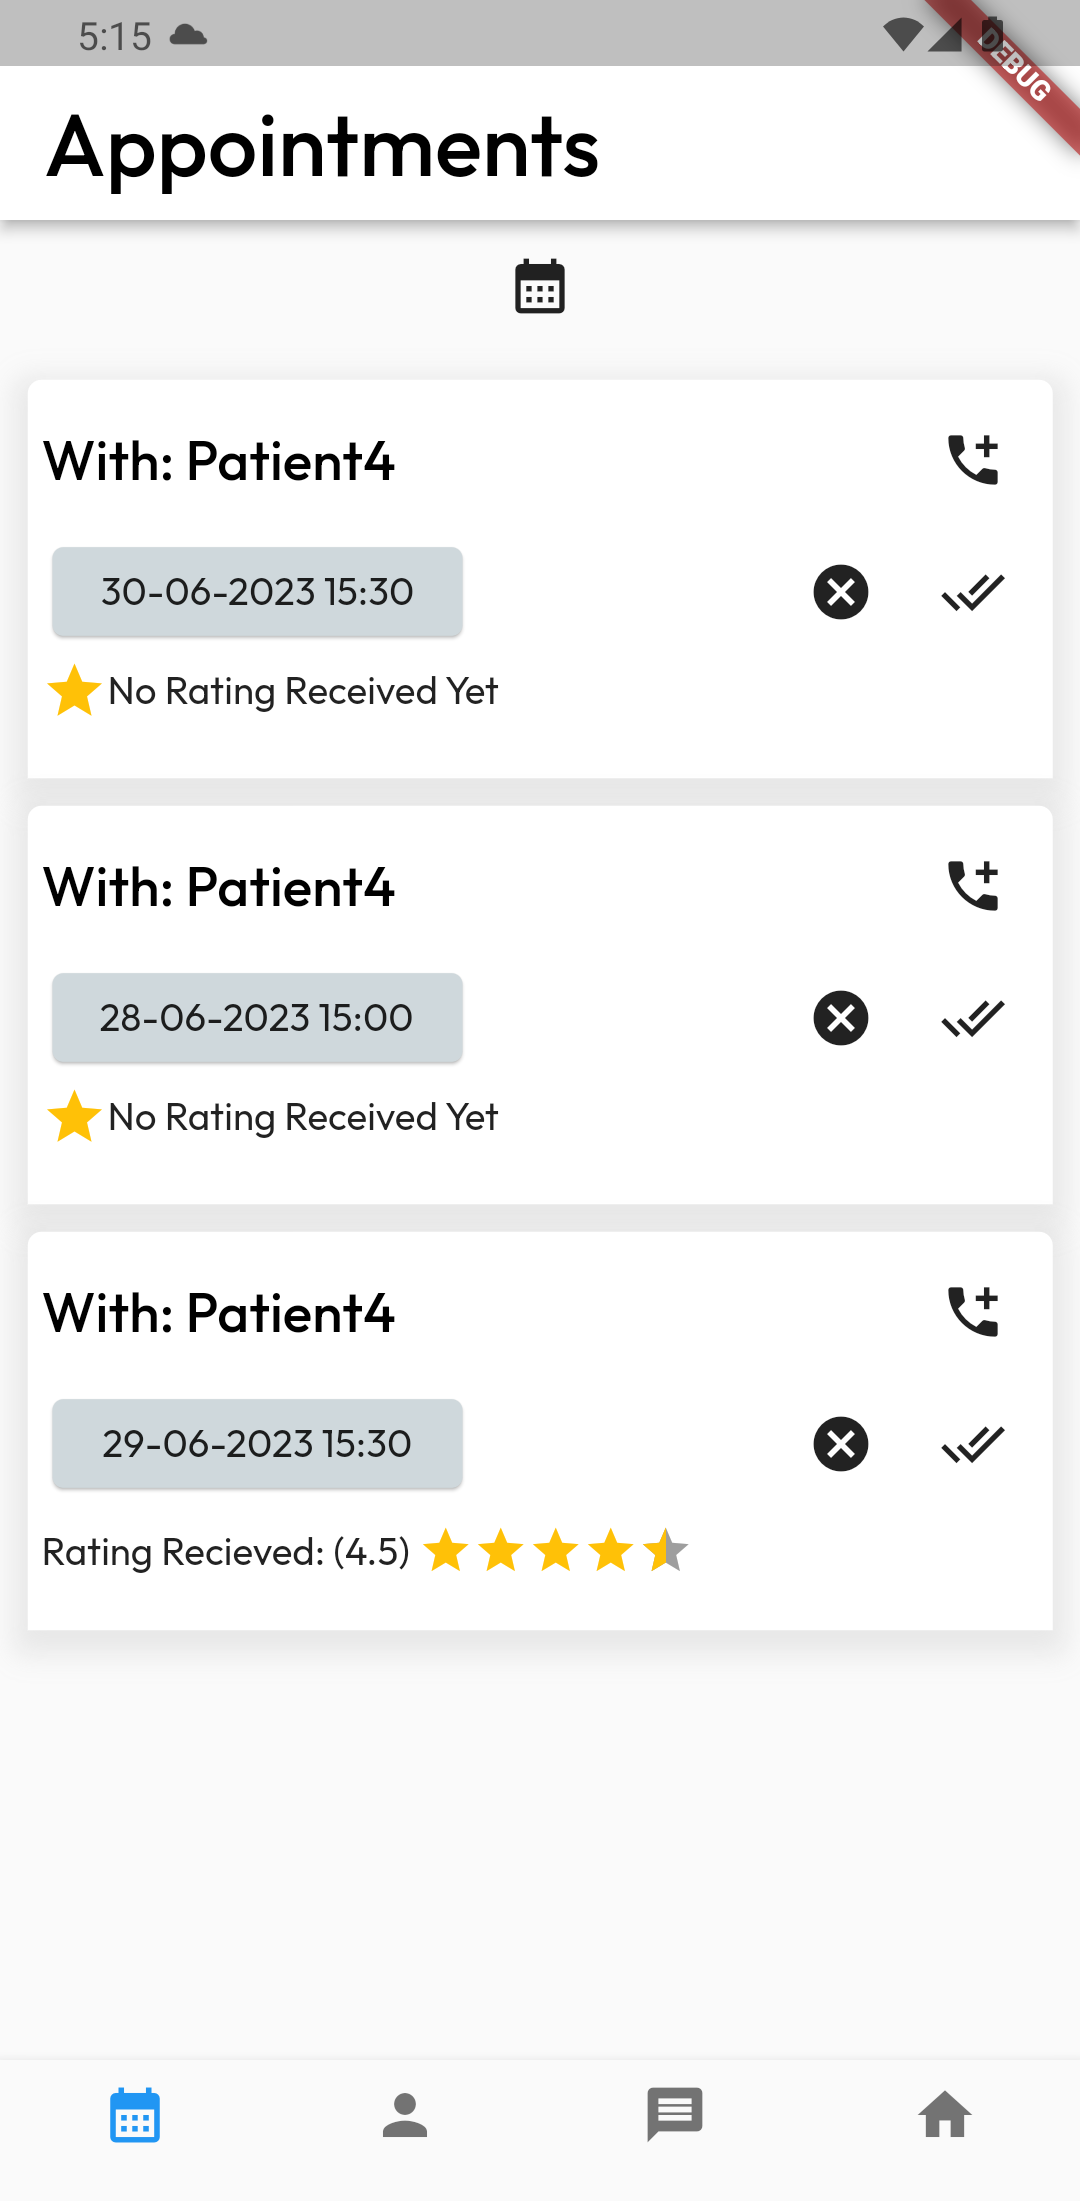 5:15
DEBUG
Appointments
With: Patient4
30-06-2023 15:30
No Rating Received Yet
With: Patient4
28-06-2023 15:00
No Rating Received Yet
With: Patient4
29-06-2023 15:30
Rating Recieved: (4.5)